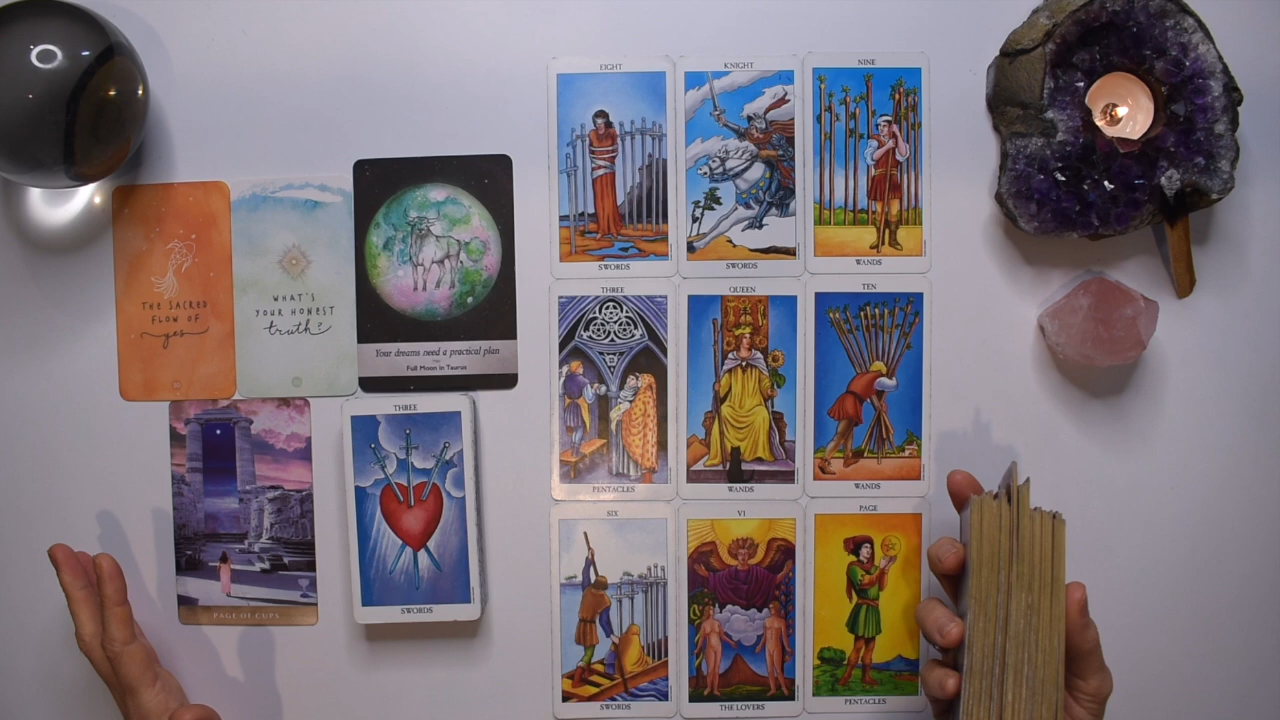 THE SACRED
FLOW OF
yes
WHAT'S
YOUR HONEST
truth?
Your dreams need a practical plan
Full Moon in Taurus
PAGE OF CUPS
THREE
SWORDS
EIGHT
SWORDS
KNIGHT
SWORDS
NINE
WANDS
THREE
PENTACLES
QUEEN
WANDS
TEN
WANDS
SIX
SWORDS
VI
THE LOVERS
PAGE
PENTACLES